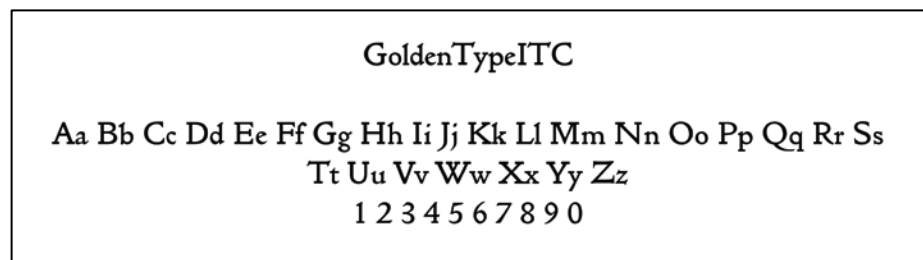 GoldenTypeITC
Aa Bb Cc Dd Ee Ff Gg Hh Ii Jj Kk Ll Mm Nn Oo Pp Qq Rr Ss
Tt Uu Vv Ww Xx Yy Zz
1 2 3 4 5 6 7 8 9 0